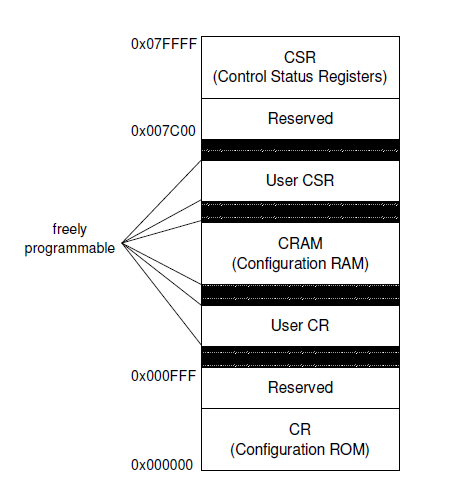 0x07FFFF
CSR
(Control Status Registers)
Reserved
0x007C00
User CSR
freely
programmable
CRAM
(Configuration RAM)
User CR
0x000FFF
Reserved
CR
(Configuration ROM)
0x000000